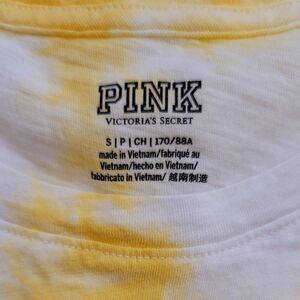 PINK
VICTORIA'S SECRET
S | P | CH | 170/88A
made in Vietnam/fabriqué au
Vietnam/hecho en Vietnam/
fabbricato in Vietnam/ 越南制造